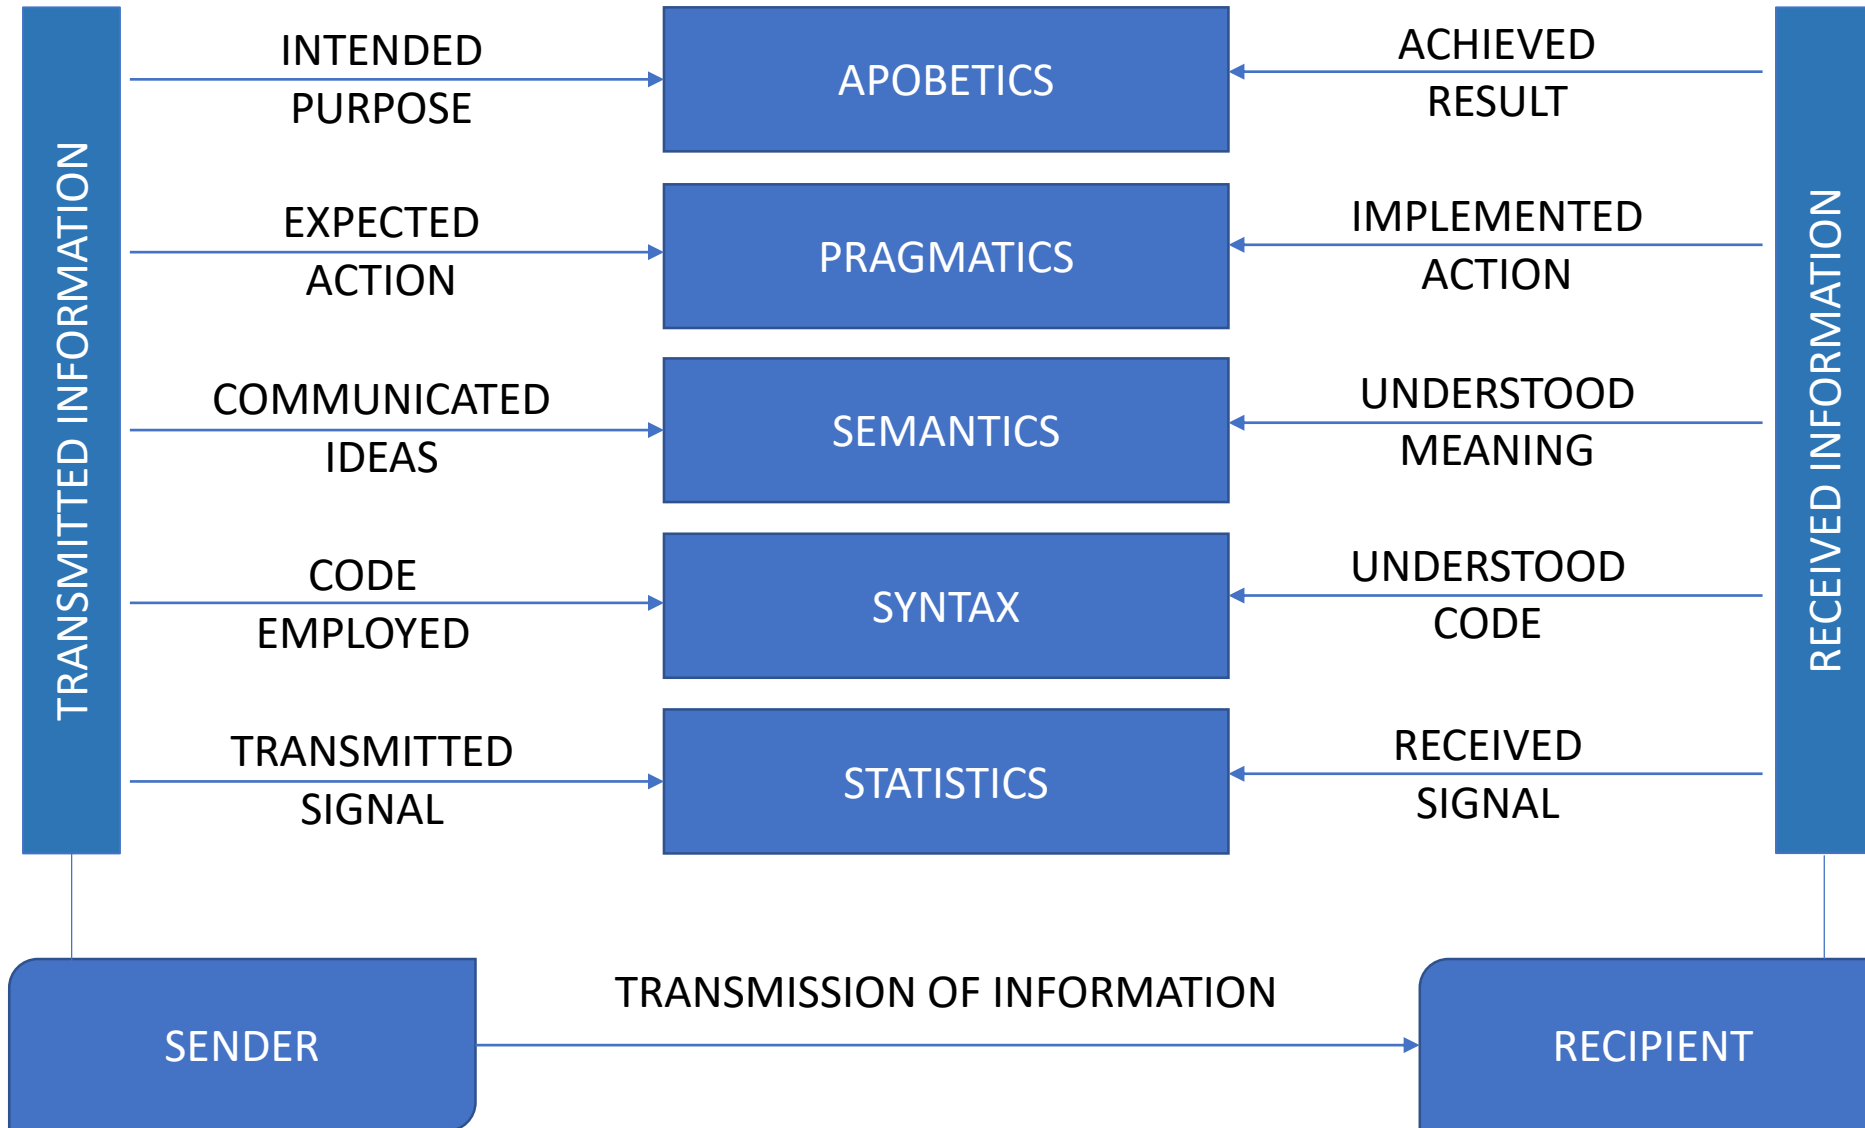 INTENDED
PURPOSE
APOBETICS
ACHIEVED
RESULT
EXPECTED
ACTION
PRAGMATICS
IMPLEMENTED
ACTION
COMMUNICATED
IDEAS
SEMANTICS
UNDERSTOOD
MEANING
CODE
EMPLOYED
SYNTAX
UNDERSTOOD
CODE
TRANSMITTED
SIGNAL
STATISTICS
RECEIVED
SIGNAL
TRANSMITTED INFORMATION
RECEIVED INFORMATION
SENDER
TRANSMISSION OF INFORMATION
RECIPIENT